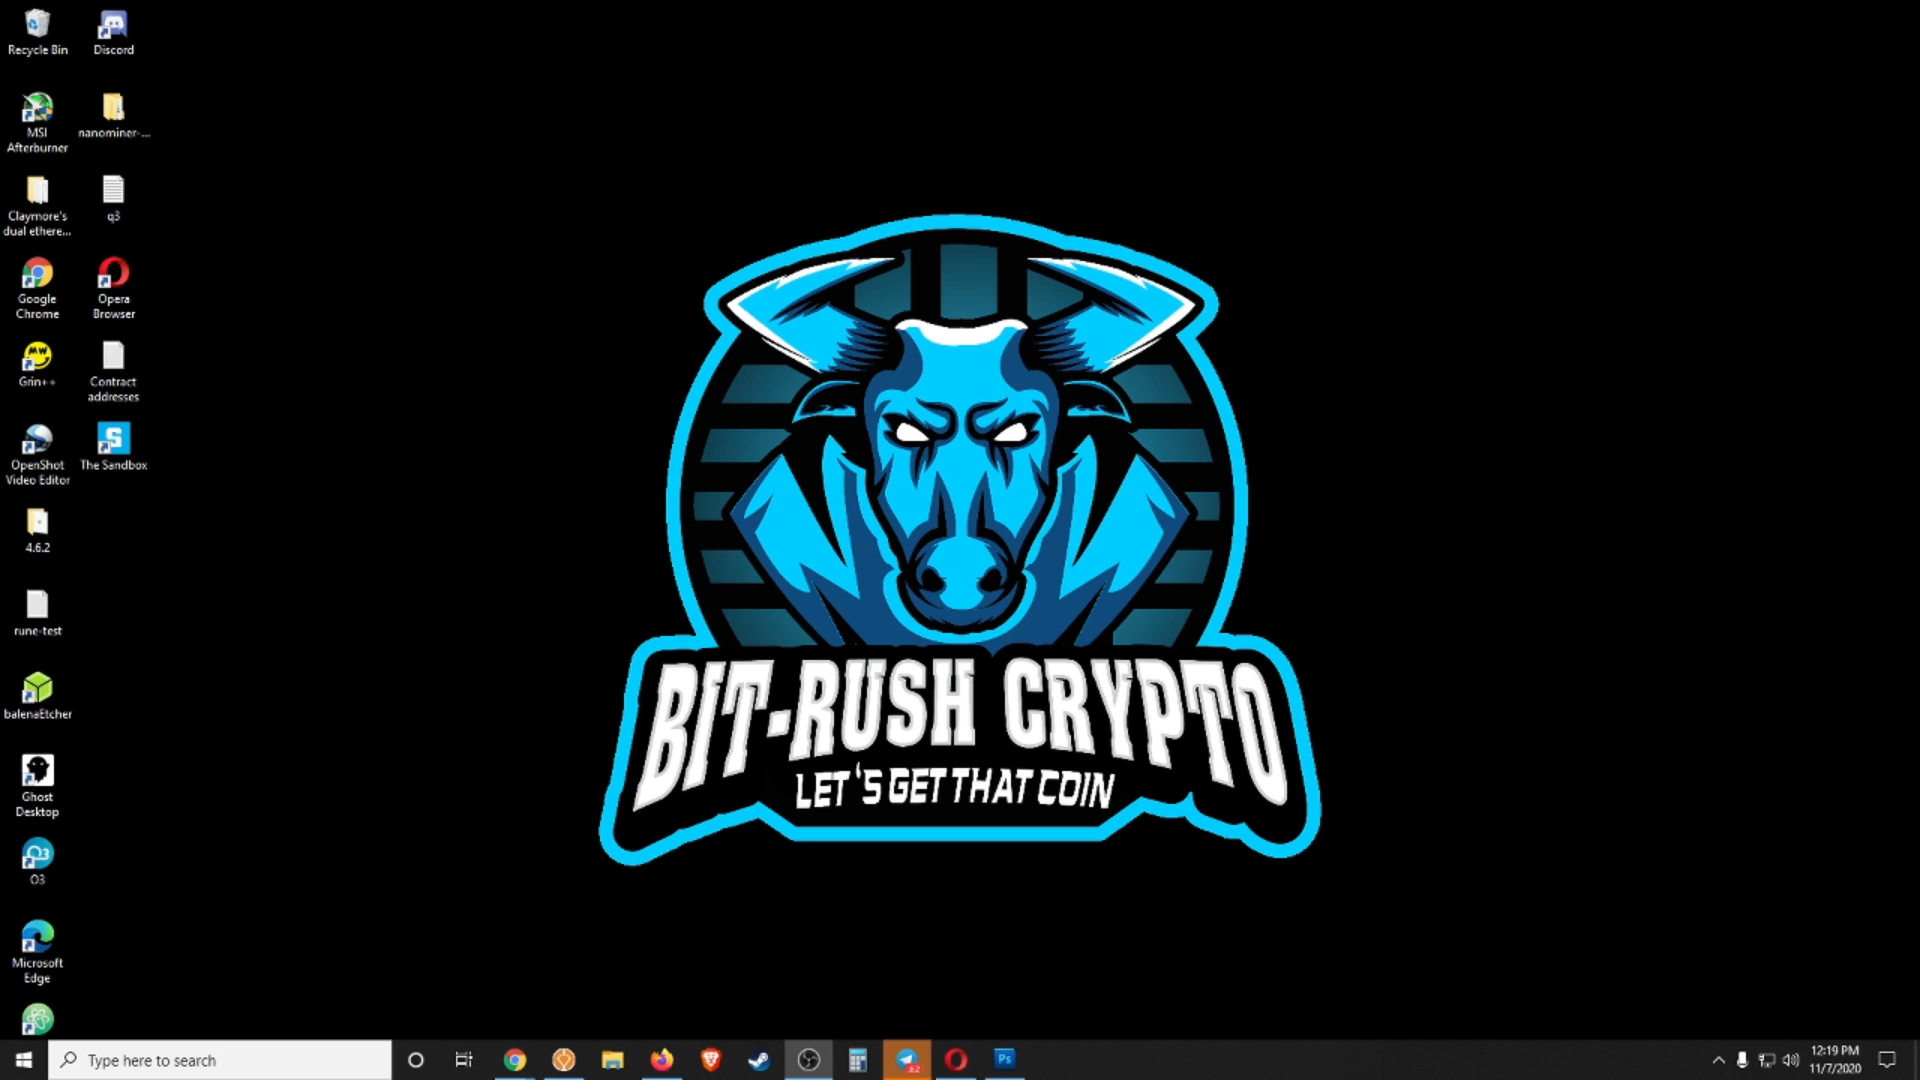 Recycle Bin
Discord
MSI
Afterburner
nanominer-...
Claymore's
dual ethere...
q3
Google
Chrome
Opera
Browser
Grin++
Contract
addresses
OpenShot
Video Editor
The Sandbox
4.6.2
rune-test
balenaEtcher
Ghost
Desktop
O3
Microsoft
Edge
BIT-RUSH CRYPTO
LET'S GET THAT COIN
Type here to search
Ps
12:19 PM
11/7/2020